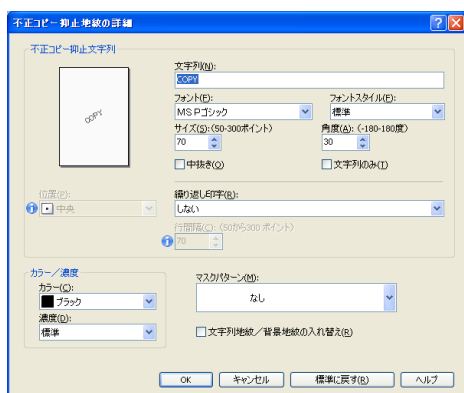 不正コピー抑止地紋の詳細
不正コピー抑止文字列
COPY
文字列(N):
COPY
フォント(F):
MS Pゴシック
フォントスタイル(E):
標準
サイズ(S):(50-300ポイント)
70
角度(A): (-180-180度)
30
中抜き(O)
文字列のみ(T)
位置(P):
中央
繰り返し印字(R):
しない
行間隔(C): (50から300 ポイント)
70
カラー／濃度
カラー(C):
ブラック
濃度(D):
標準
マスクパターン(M):
なし
文字列地紋／背景地紋の入れ替え(R)
OK
キャンセル
標準に戻す(R)
ヘルプ